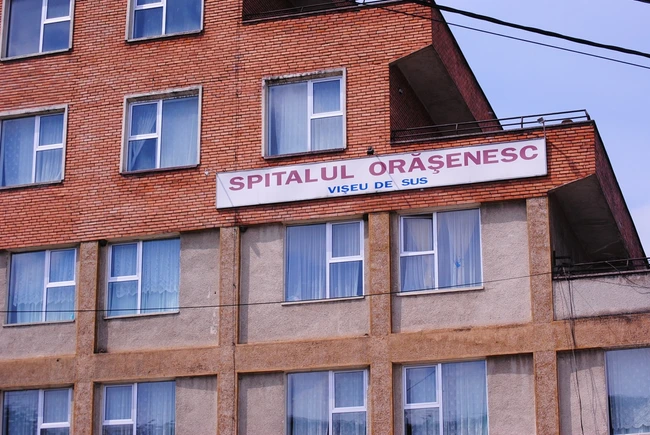 SPITALUL ORĂŞENESC
VIŞEU DE SUS